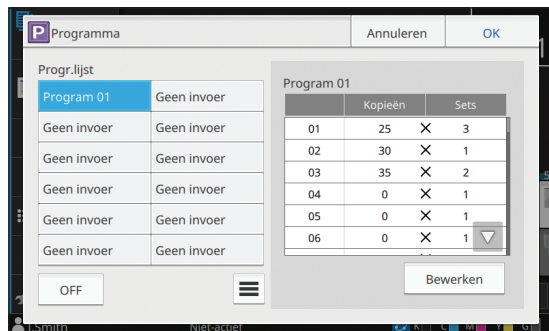 P Programma
Annuleren
OK
Progr.lijst
Program 01 Geen invoer
Geen invoer Geen invoer
Geen invoer Geen invoer
Geen invoer Geen invoer
Geen invoer Geen invoer
Geen invoer Geen invoer
OFF
Program 01
Kopieën Sets
01 25 X 3
02 30 X 1
03 35 X 2
04 0 X 1
05 0 X 1
06 0 X 1
Bewerken
I.Smith Niet-actief K C M Y G